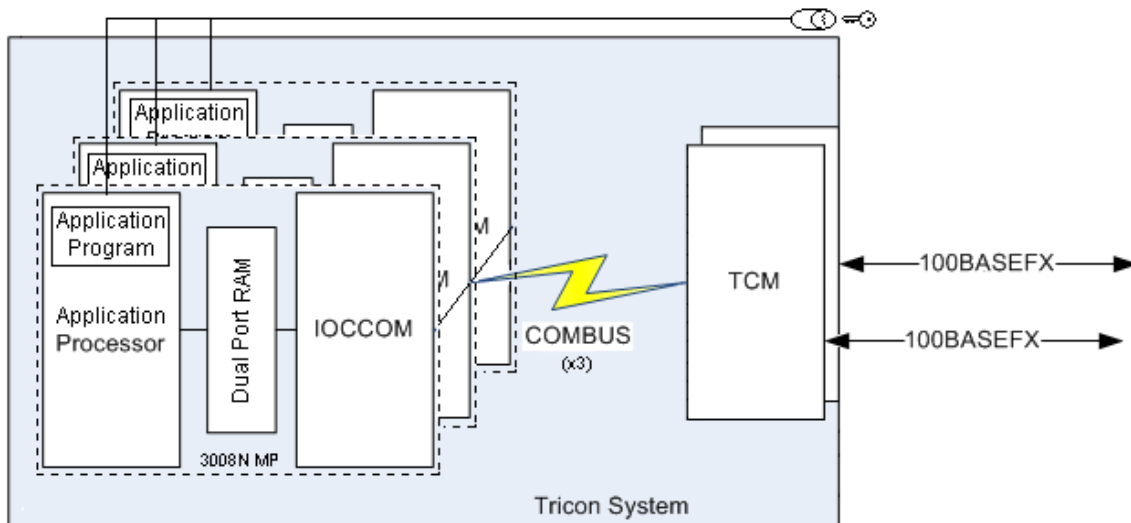 Application
Application
Application
Program
Application
Processor
Dual Port RAM
IOCCOM
3008N MP
M
M
COMBUS
(x3)
TCM
100BASEFX
100BASEFX
Tricon System